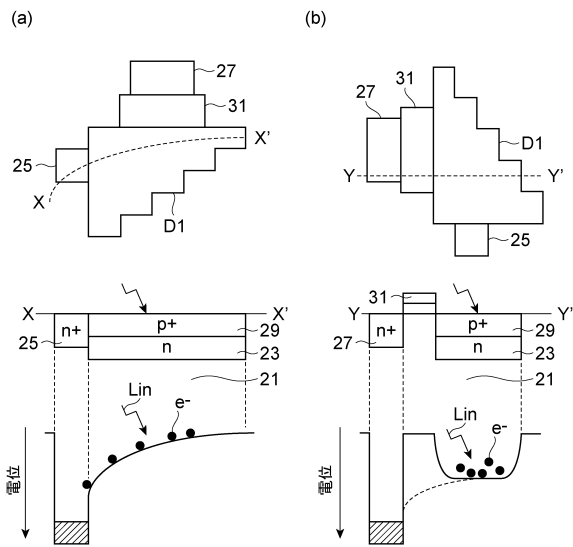 (a)
(b)
27
31
X'
25
X
D1
27
31
D1
Y
Y'
25
X
X'
n+
p+
29
25
n
23
21
Lin
e-
電位
31
Y
Y'
n+
p+
29
27
n
23
21
Lin
e-
電位